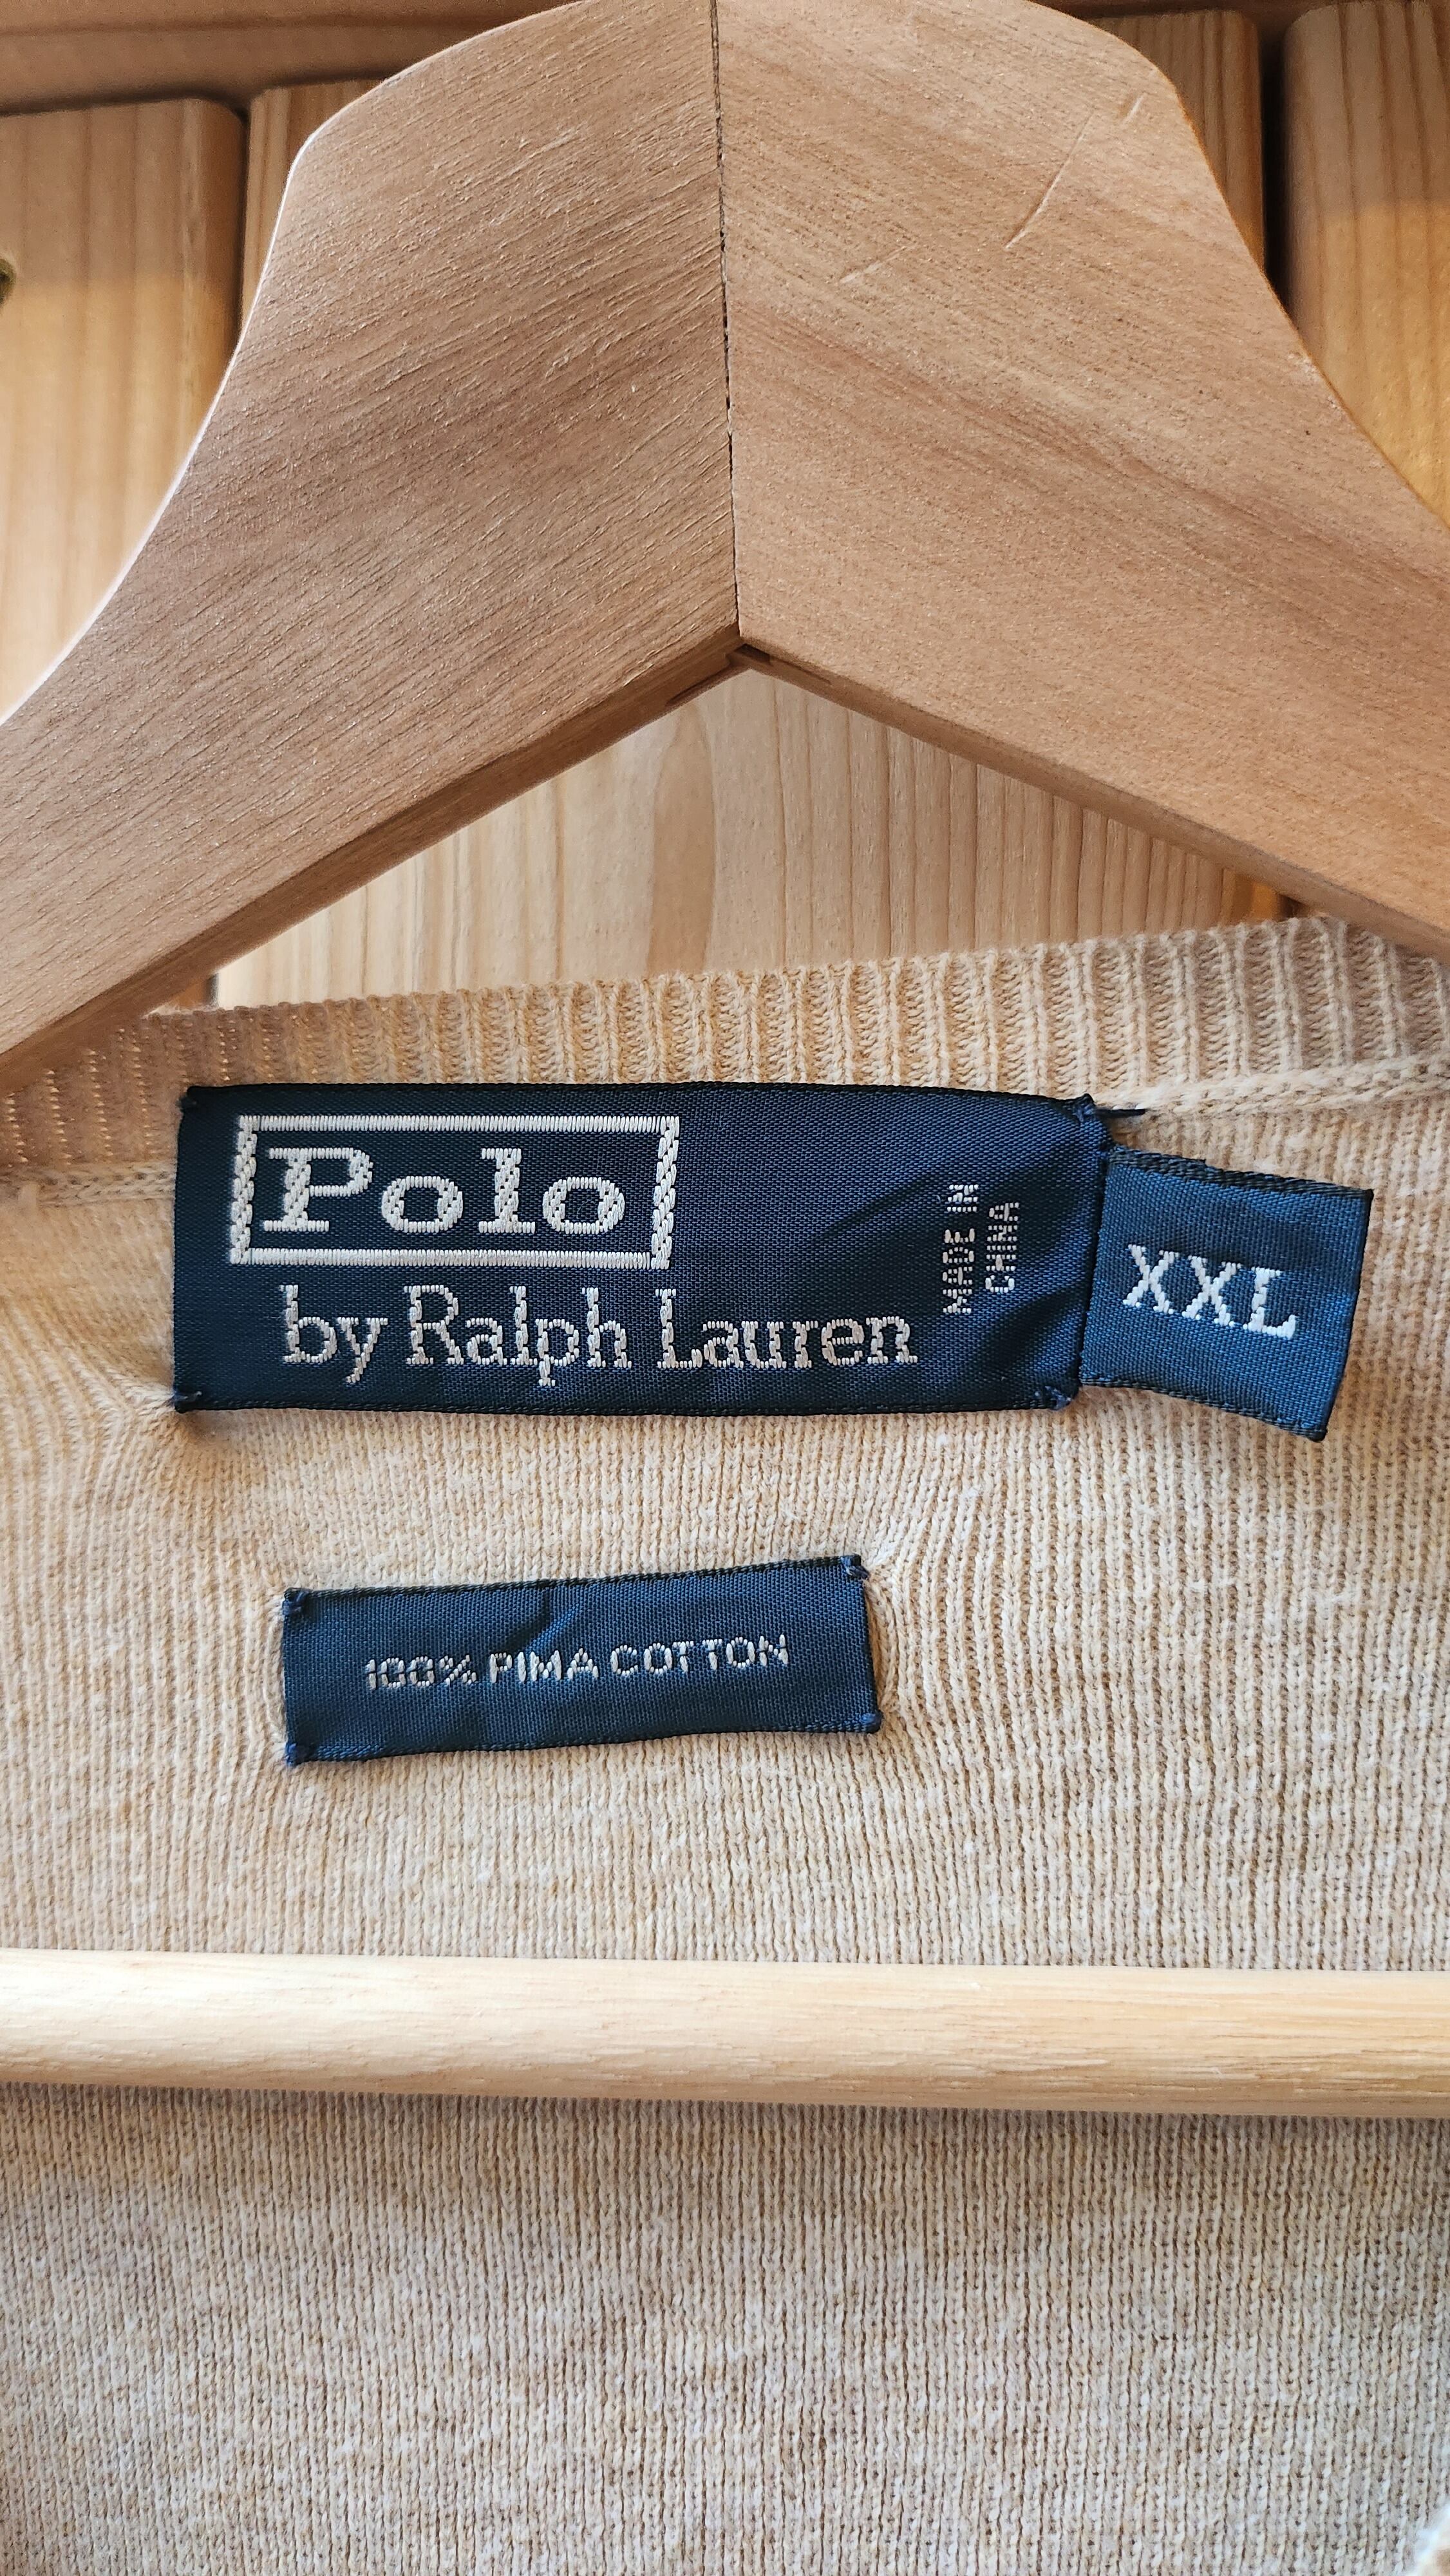 Polo
by Ralph Lauren
MADE IN
CHINA
XXL
100% PIMA COTTON